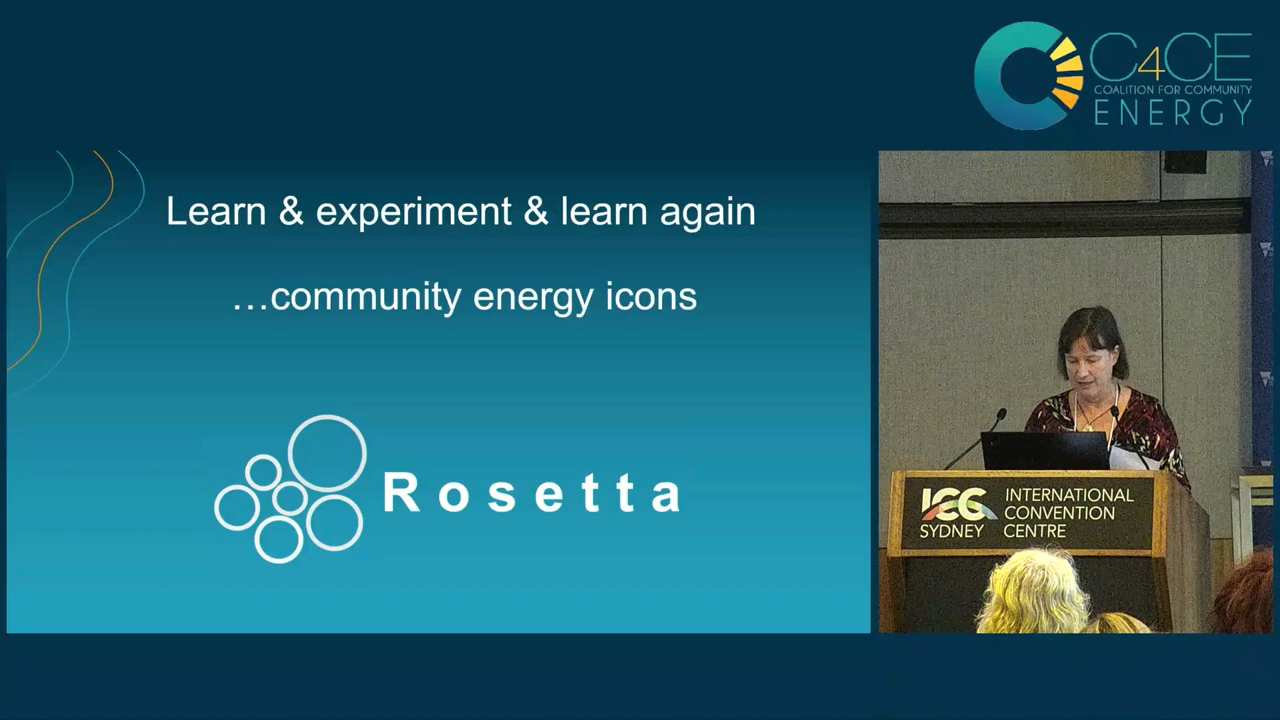 C4CE
COALITION FOR COMMUNITY
ENERGY
Learn & experiment & learn again
…community energy icons
Rosetta
ICC
SYDNEY
INTERNATIONAL
CONVENTION
CENTRE